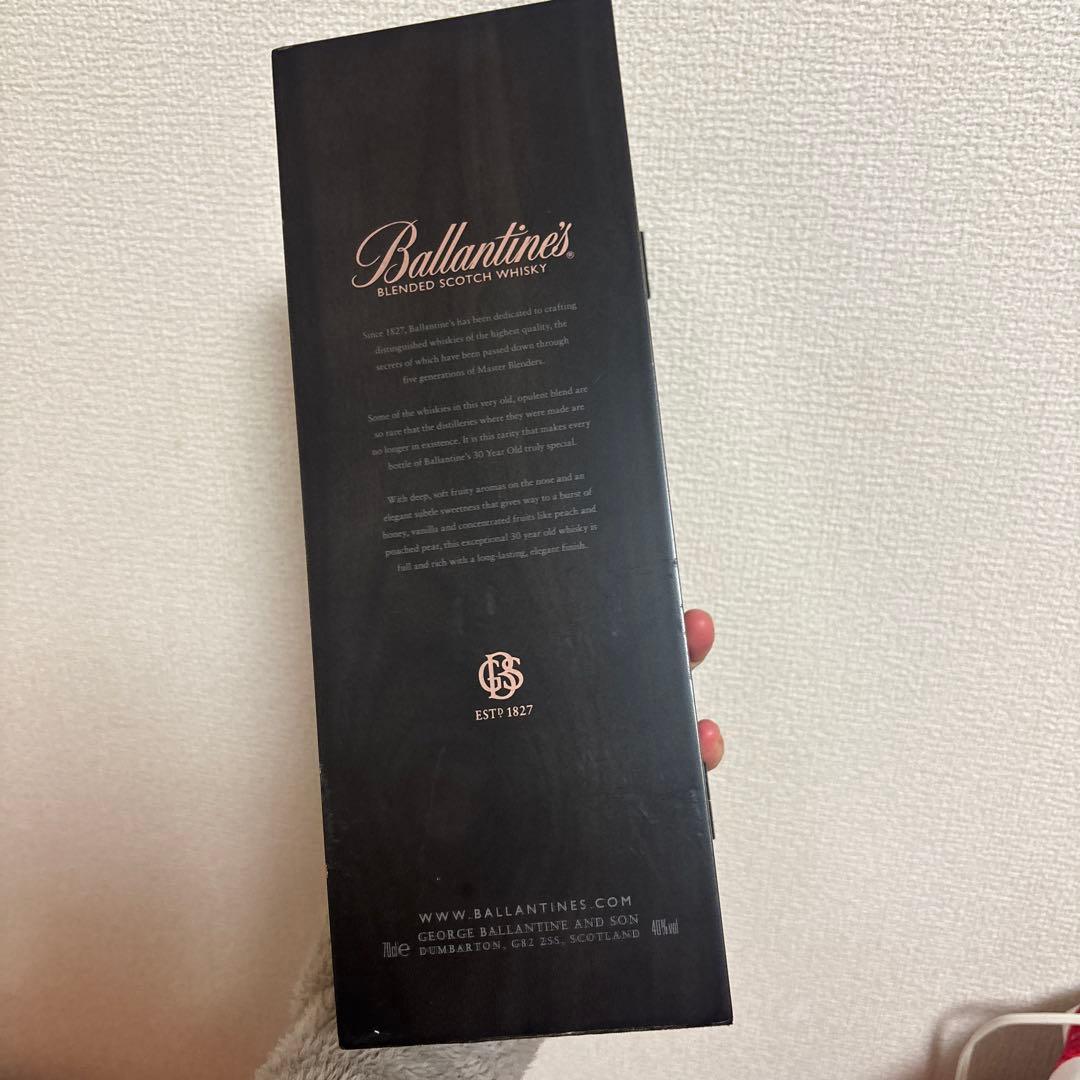 Ballantine's®
BLENDED SCOTCH WHISKY
Since 1827, Ballantine's has been dedicated to crafting
distinguished whiskies of the highest quality, the
secrets of which have been passed down through
five generations of Master Blenders.
Some of the whiskies in this very old, opulent blend are
so rare that the distilleries where they were made are
no longer in existence. It is this rarity that makes every
bottle of Ballantine's 30 Year Old truly special.
With deep, soft fruity aromas on the nose and an
elegant subtle sweetness that gives way to a burst of
honey, vanilla and concentrated fruits like peach and
poached pear, this exceptional 30 year old whisky is
full and rich with a long-lasting, elegant finish.
GBS
ESTD 1827
WWW.BALLANTINES.COM
GEORGE BALLANTINE AND SON
70cl e DUMBARTON, G82 2SS, SCOTLAND 40%vol